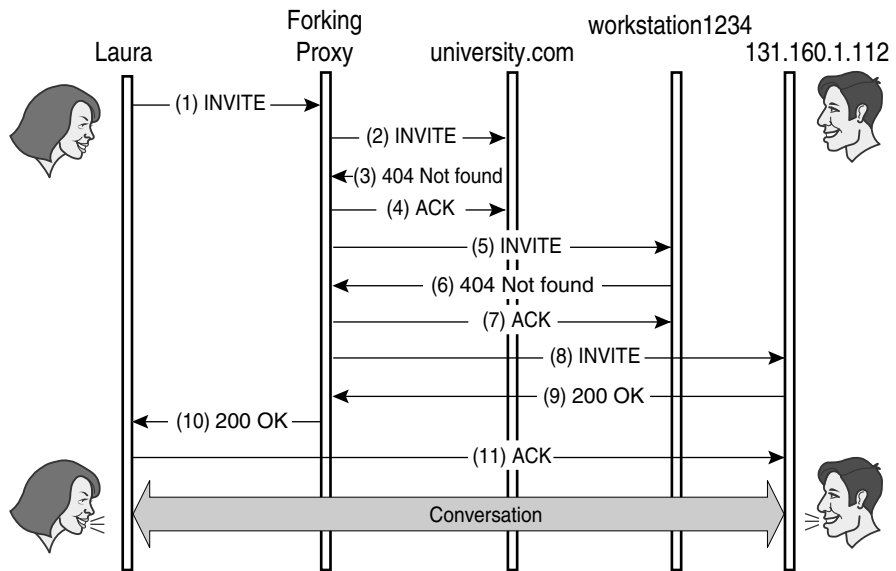 Laura
Forking
Proxy
university.com
workstation1234
131.160.1.112
(1) INVITE
(2) INVITE
(3) 404 Not found
(4) ACK
(5) INVITE
(6) 404 Not found
(7) ACK
(8) INVITE
(9) 200 OK
(10) 200 OK
(11) ACK
Conversation